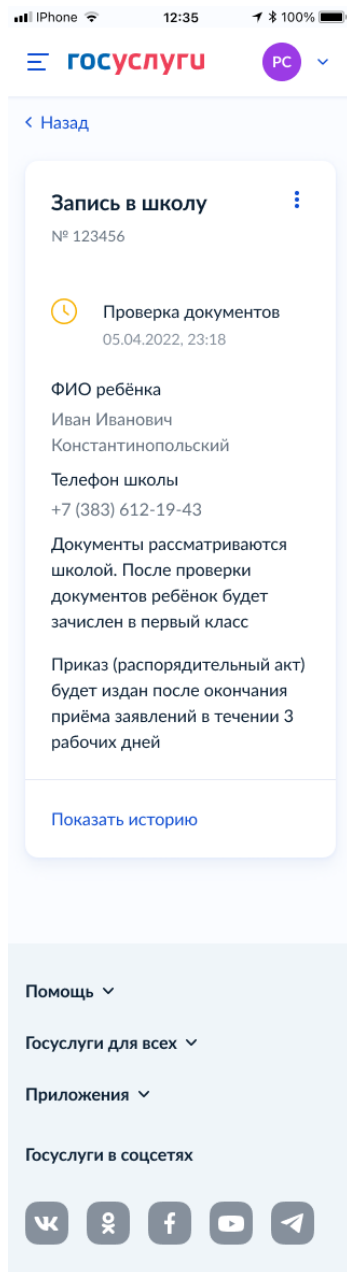 IPhone 12:35 100%
госуслуги РС
Назад
Запись в школу
№ 123456
Проверка документов
05.04.2022, 23:18
ФИО ребёнка
Иван Иванович
Константинопольский
Телефон школы
+7 (383) 612-19-43
Документы рассматриваются
школой. После проверки
документов ребёнок будет
зачислен в первый класс
Приказ (распорядительный акт)
будет издан после окончания
приёма заявлений в течении 3
рабочих дней
Показать историю
Помощь
Госуслуги для всех
Приложения
Госуслуги в соцсетях